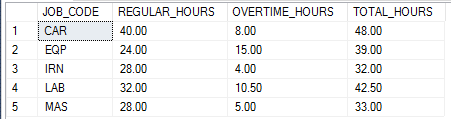 JOB_CODE REGULAR_HOURS OVERTIME_HOURS TOTAL_HOURS
1 CAR 40.00 8.00 48.00
2 EQP 24.00 15.00 39.00
3 IRN 28.00 4.00 32.00
4 LAB 32.00 10.50 42.50
5 MAS 28.00 5.00 33.00